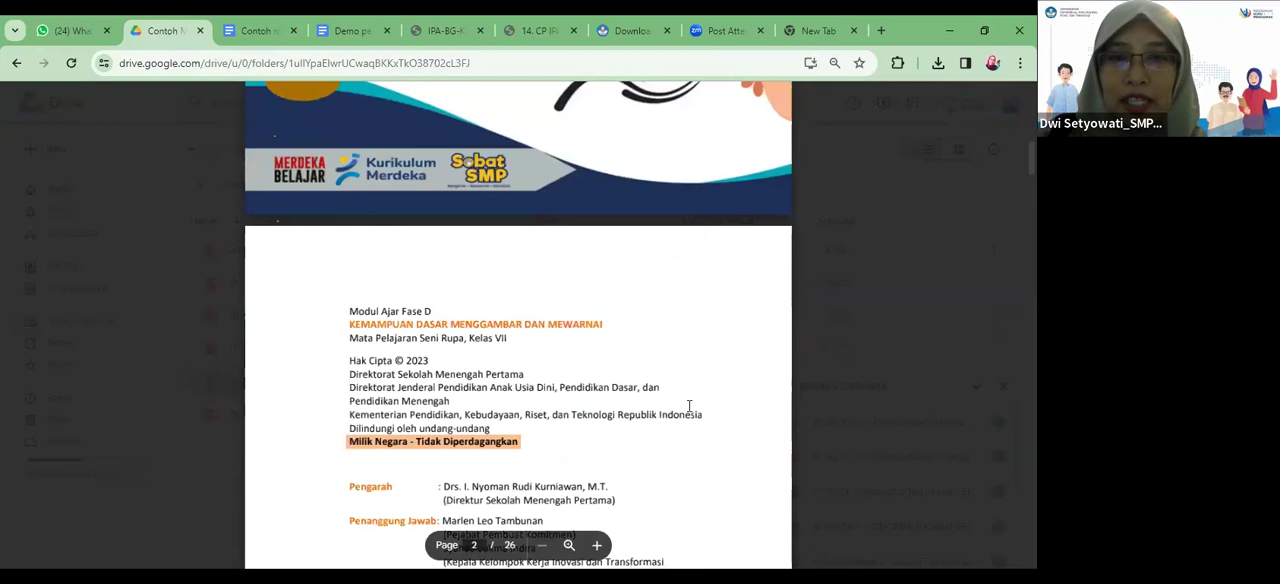 (24) Wha
Contoh M
Contoh r
Demo pe
IPA-BG-K
14. CP IP
Downloa
Post Atte
New Tab
drive.google.com/drive/u/0/folders/
MERDEKA BELAJAR
Kurikulum Merdeka
Sobat SMP
Modul Ajar Fase D
KEMAMPUAN DASAR MENGGAMBAR DAN MEWARNAI
Mata Pelajaran Seni Rupa, Kelas VII
Hak Cipta © 2023
Direktorat Sekolah Menengah Pertama
Direktorat Jenderal Pendidikan Anak Usia Dini, Pendidikan Dasar, dan
Pendidikan Menengah
Kementerian Pendidikan, Kebudayaan, Riset, dan Teknologi Republik Indonesia
Dilindungi oleh undang-undang
Milik Negara - Tidak Diperdagangkan
Pengarah : Drs. I. Nyoman Rudi Kurniawan, M.T.
(Direktur Sekolah Menengah Pertama)
Penanggung Jawab: Marlen Leo Tambunan
(Pejabat Pembuat Komitmen)
(Kepala Kelompok Kerja Inovasi dan Transformasi
Page 2 / 26
Dwi Setyowati_SMP...